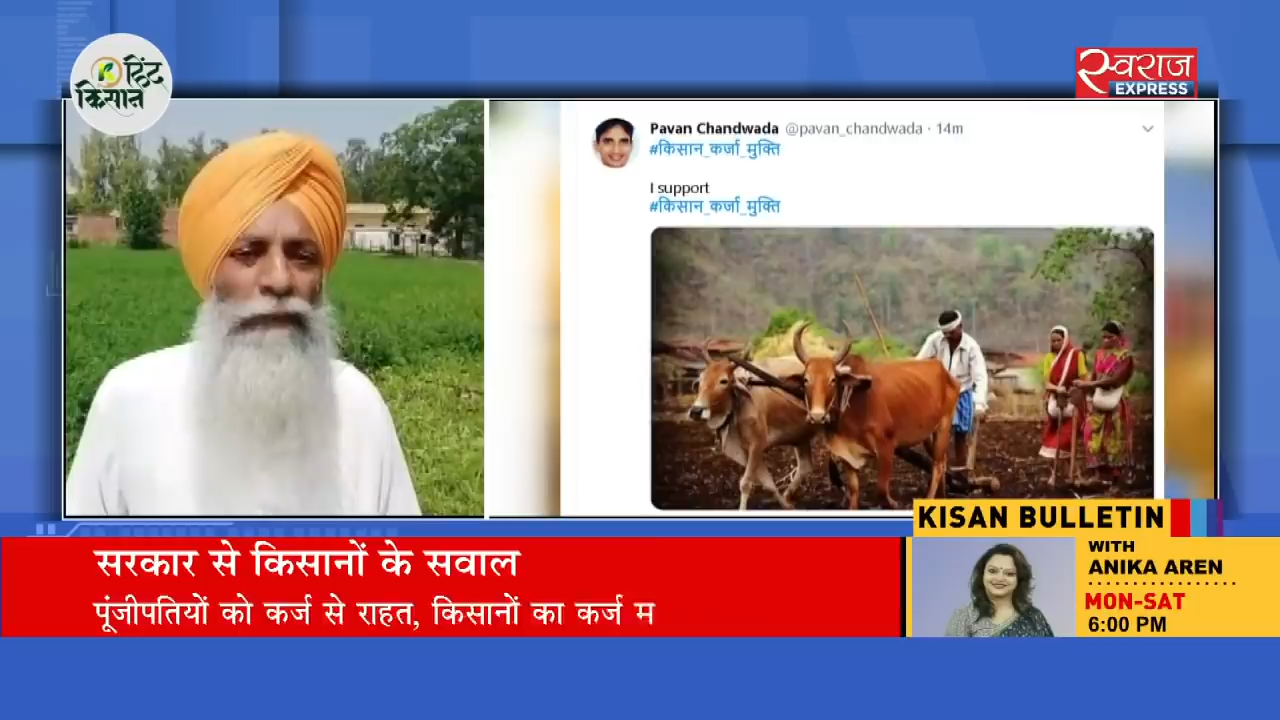 हिंद
किसान
स्वराज
EXPRESS
Pavan Chandwada @pavan_chandwada · 14m
#किसान_कर्जा_मुक्ति
I support
#किसान_कर्जा_मुक्ति
KISAN BULLETIN
WITH
ANIKA AREN
MON-SAT
6:00 PM
सरकार से किसानों के सवाल
पूंजीपतियों को कर्ज से राहत, किसानों का कर्ज म